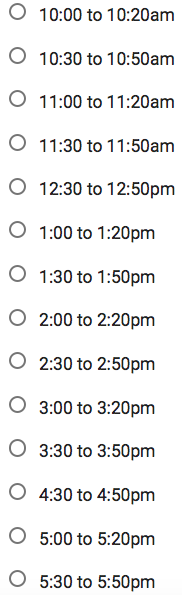 10:00 to 10:20am
10:30 to 10:50am
11:00 to 11:20am
11:30 to 11:50am
12:30 to 12:50pm
1:00 to 1:20pm
1:30 to 1:50pm
2:00 to 2:20pm
2:30 to 2:50pm
3:00 to 3:20pm
3:30 to 3:50pm
4:30 to 4:50pm
5:00 to 5:20pm
5:30 to 5:50pm